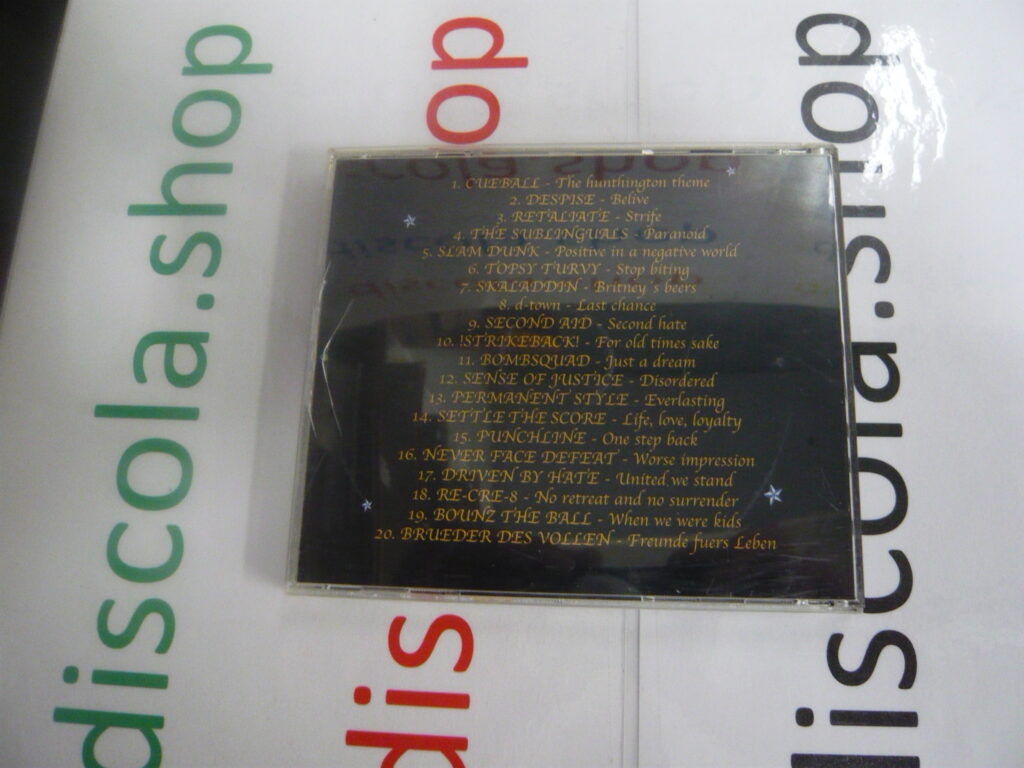 discola.shop
discola.shop
discola.shop
1. CUEBALL - The hunthington theme
2. DESPISE - Belive
3. RETALIATE - Strife
4. THE SUBLINGUALS - Paranoid
5. SLAM DUNK - Positive in a negative world
6. TOPSY TURVY - Stop biting
7. SKALADDIN - Britney´s beers
8. d-town - Last chance
9. SECOND AID - Second hate
10. !STRIKEBACK! - For old times sake
11. BOMBSQUAD - Just a dream
12. SENSE OF JUSTICE - Disordered
13. PERMANENT STYLE - Everlasting
14. SETTLE THE SCORE - Life, love, loyalty
15. PUNCHLINE - One step back
16. NEVER FACE DEFEAT - Worse impression
17. DRIVEN BY HATE - United we stand
18. RE-CRE-8 - No retreat and no surrender
19. BOUNZ THE BALL - When we were kids
20. BRUEDER DES VOLLEN - Freunde fuers Leben